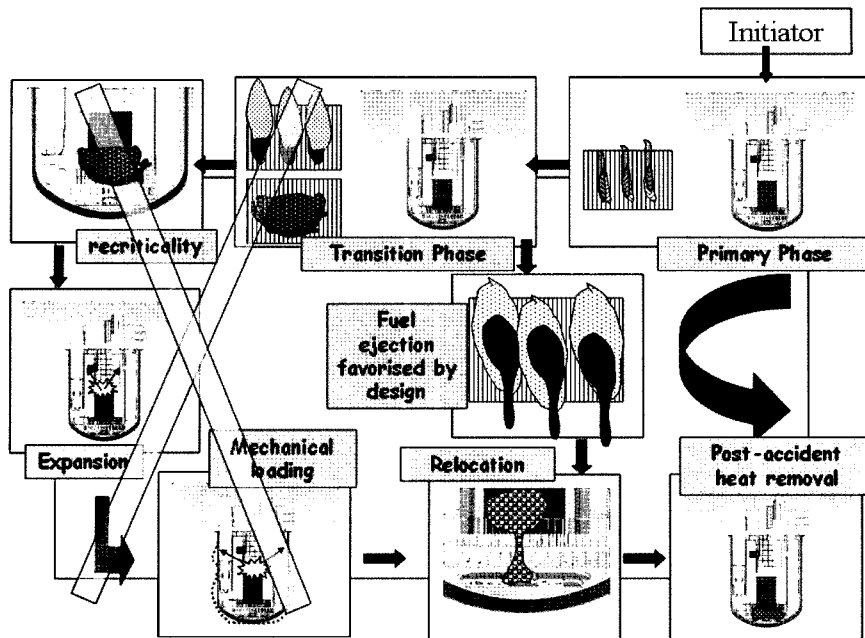 Initiator
recriticality
Transition Phase
Primary Phase
Fuel
ejection
favorised by
design
Expansion
Mechanical
loading
Relocation
Post-accident
heat removal